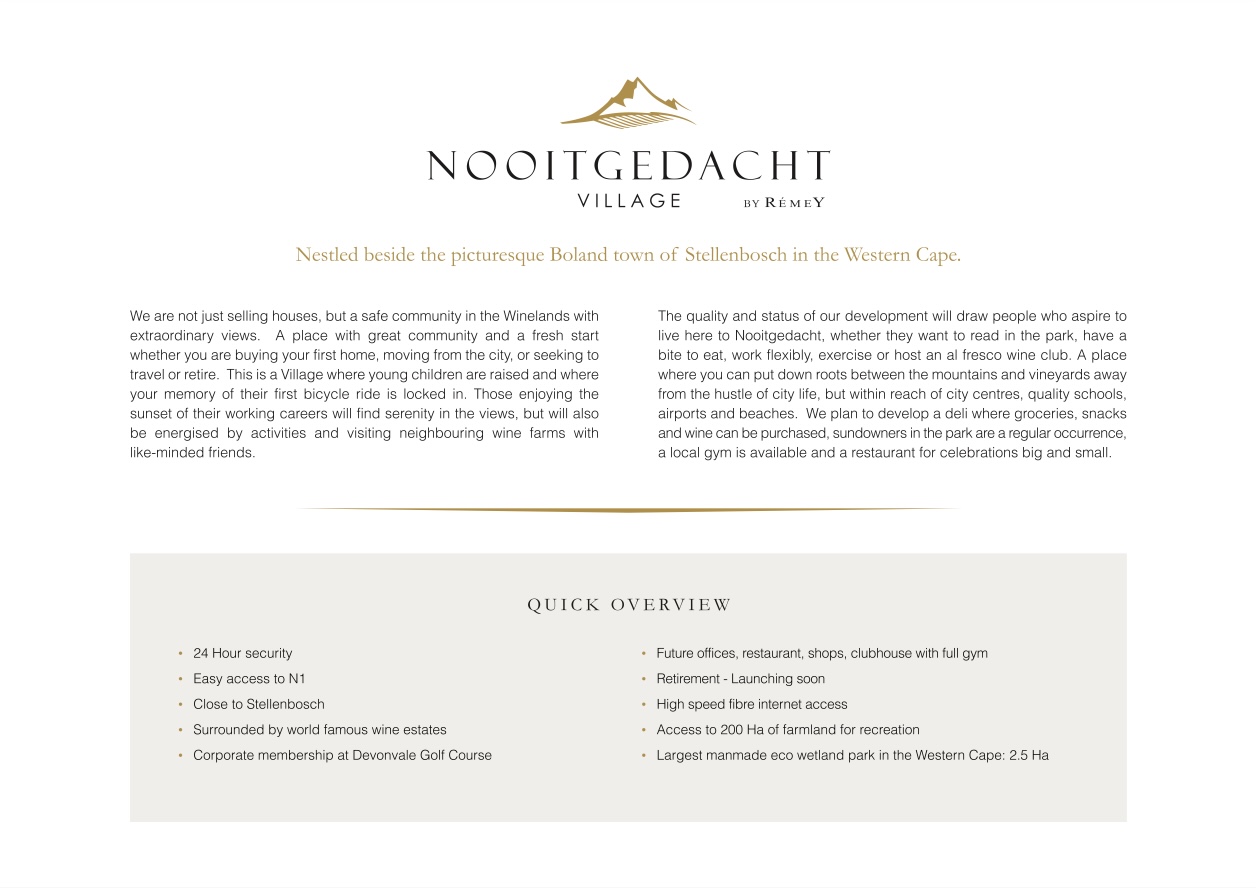 NOOITGEDACHT
VILLAGE BY RÉMEY
Nestled beside the picturesque Boland town of Stellenbosch in the Western Cape.
We are not just selling houses, but a safe community in the Winelands with
extraordinary views. A place with great community and a fresh start
whether you are buying your first home, moving from the city, or seeking to
travel or retire. This is a Village where young children are raised and where
your memory of their first bicycle ride is locked in. Those enjoying the
sunset of their working careers will find serenity in the views, but will also
be energised by activities and visiting neighbouring wine farms with
like-minded friends.
The quality and status of our development will draw people who aspire to
live here to Nooitgedacht, whether they want to read in the park, have a
bite to eat, work flexibly, exercise or host an al fresco wine club. A place
where you can put down roots between the mountains and vineyards away
from the hustle of city life, but within reach of city centres, quality schools,
airports and beaches. We plan to develop a deli where groceries, snacks
and wine can be purchased, sundowners in the park are a regular occurrence,
a local gym is available and a restaurant for celebrations big and small.
QUICK OVERVIEW
• 24 Hour security
• Easy access to N1
• Close to Stellenbosch
• Surrounded by world famous wine estates
• Corporate membership at Devonvale Golf Course
• Future offices, restaurant, shops, clubhouse with full gym
• Retirement - Launching soon
• High speed fibre internet access
• Access to 200 Ha of farmland for recreation
• Largest manmade eco wetland park in the Western Cape: 2.5 Ha